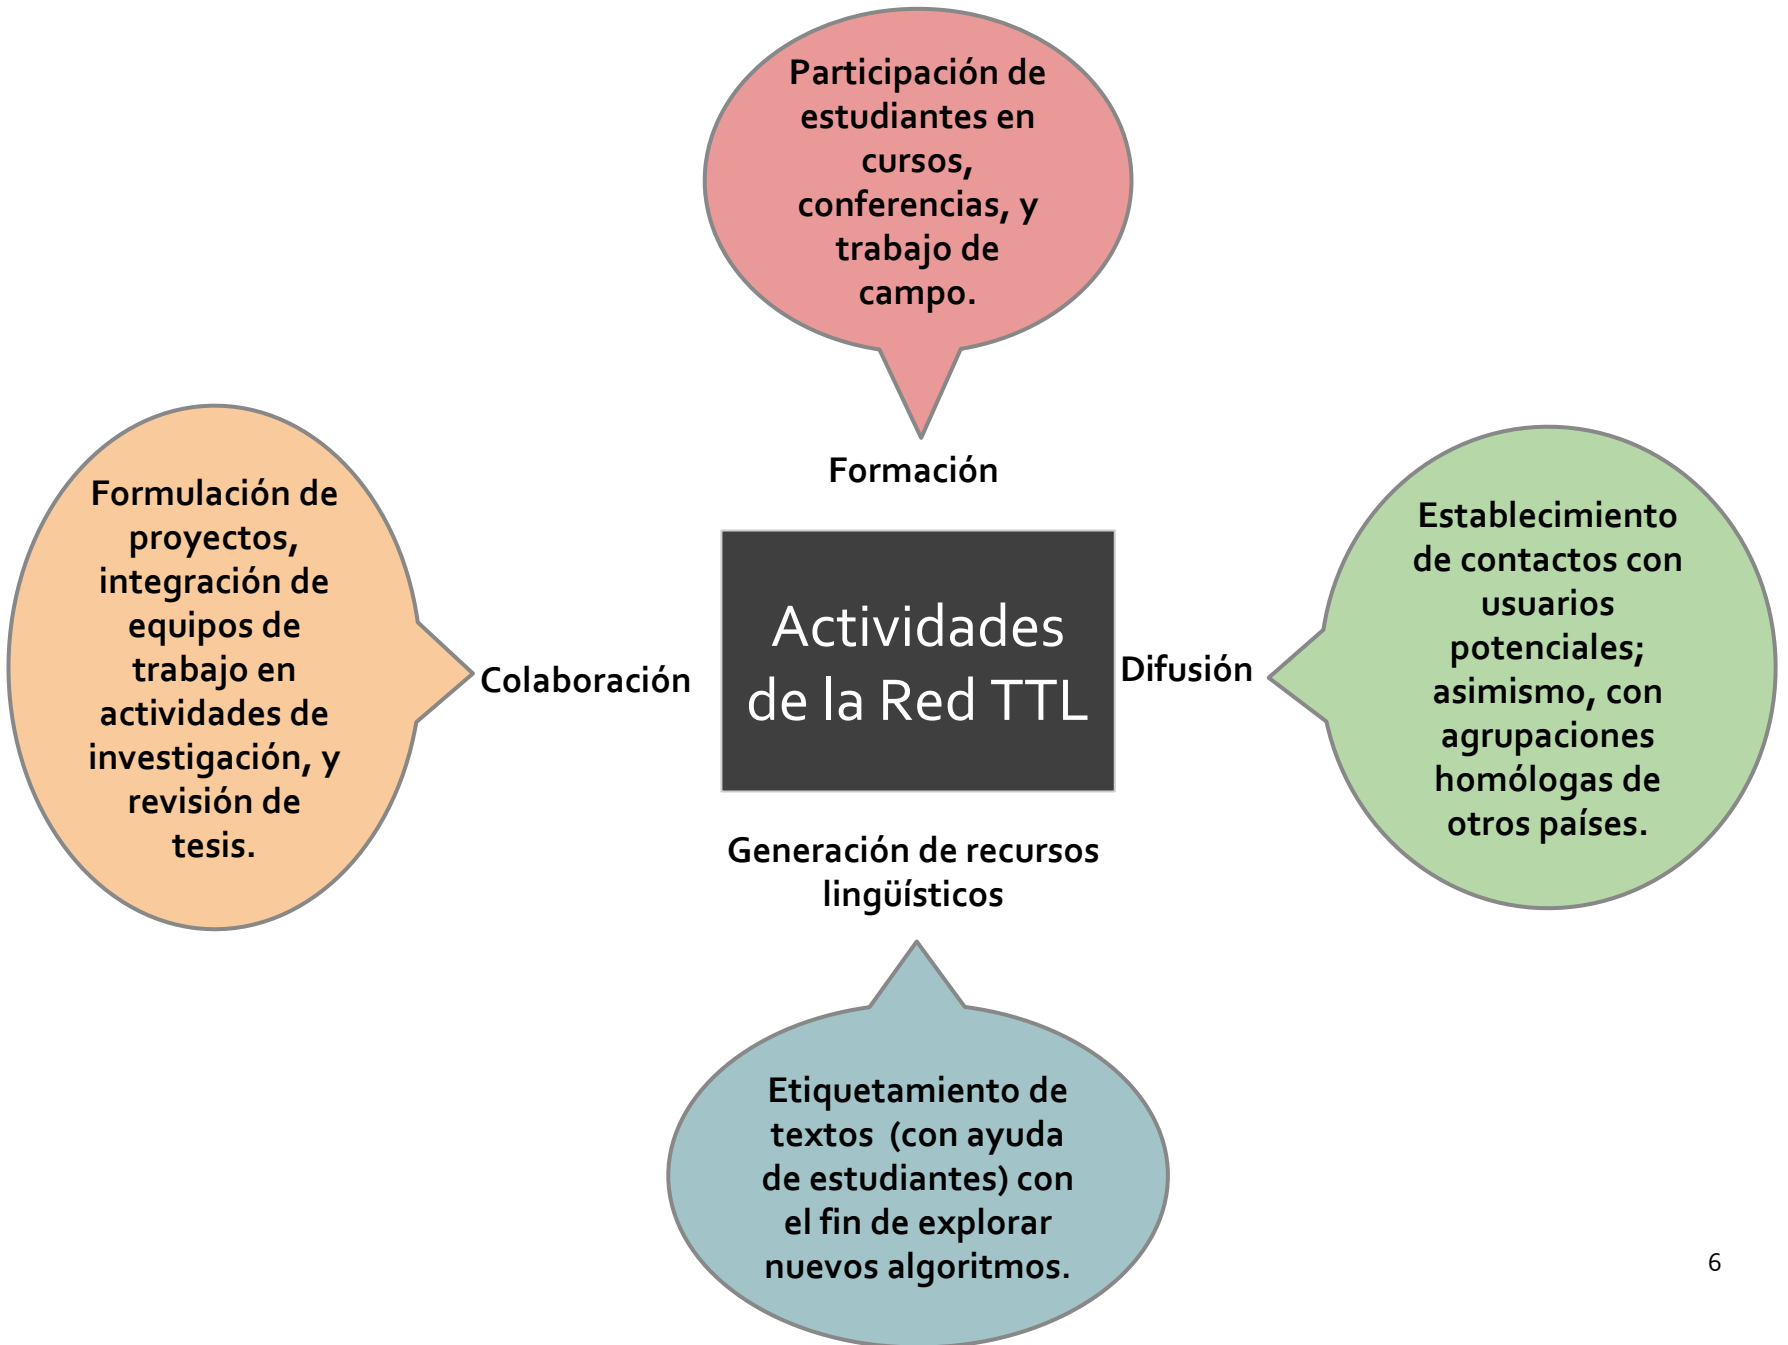 Participación de
estudiantes en
cursos,
conferencias, y
trabajo de
campo.
Formación
Formulación de
proyectos,
integración de
equipos de
trabajo en
actividades de
investigación, y
revisión de
tesis.
Colaboración
Actividades
de la Red TTL
Difusión
Establecimiento
de contactos con
usuarios
potenciales;
asimismo, con
agrupaciones
homólogas de
otros países.
Generación de recursos
lingüísticos
Etiquetamiento de
textos (con ayuda
de estudiantes) con
el fin de explorar
nuevos algoritmos.
6